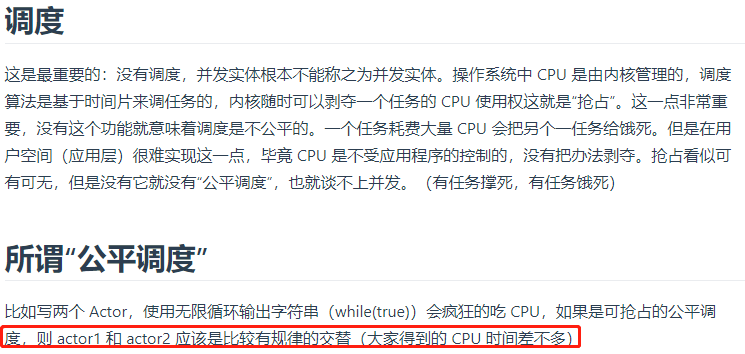 调度
这是最重要的：没有调度，并发实体根本不能称之为并发实体。操作系统中 CPU 是由内核管理的，调度
算法是基于时间片来调任务的，内核随时可以剥夺一个任务的 CPU 使用权这就是“抢占”。这一点非常重
要，没有这个功能就意味着调度是不公平的。一个任务耗费大量 CPU 会把另个一任务给饿死。但是在用
户空间（应用层）很难实现这一点，毕竟 CPU 是不受应用程序的控制的，没有把办法剥夺。抢占看似可
有可无，但是没有它就没有“公平调度”，也就谈不上并发。（有任务撑死，有任务饿死）
所谓“公平调度”
比如写两个 Actor，使用无限循环输出字符串（while(true)）会疯狂的吃 CPU，如果是可抢占的公平调
度，则 actor1 和 actor2 应该是比较有规律的交替（大家得到的 CPU 时间差不多）